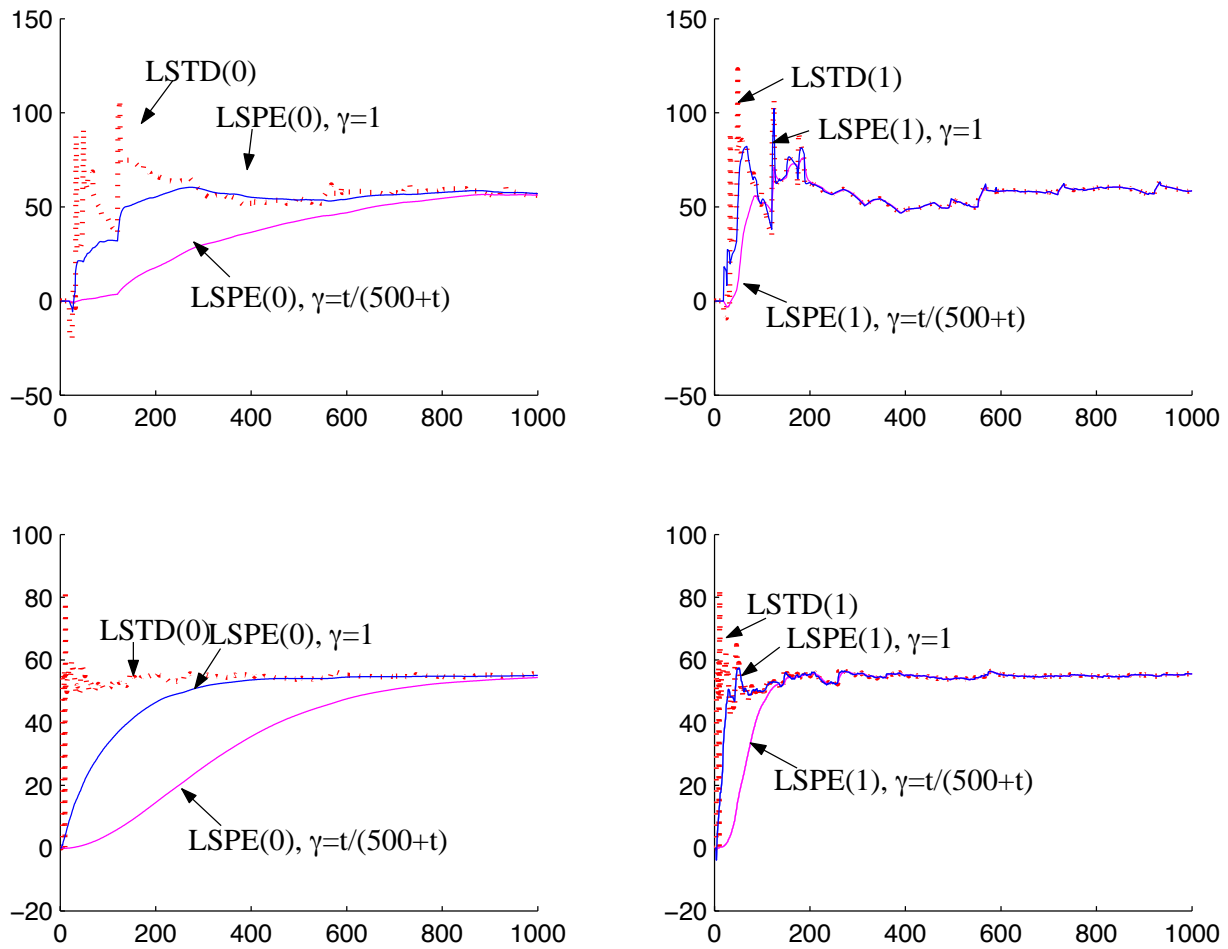 150
LSTD(0)
LSPE(0), γ=1
100
50
0
LSPE(0), γ=t/(500+t)
−50
0 200 400 600 800 1000
150
LSTD(1)
100
LSPE(1), γ=1
50
0
LSPE(1), γ=t/(500+t)
−50
0 200 400 600 800 1000
100
80
LSTD(0) LSPE(0), γ=1
60
40
20
LSPE(0), γ=t/(500+t)
0
−20
0 200 400 600 800 1000
100
80
LSTD(1)
LSPE(1), γ=1
60
40
LSPE(1), γ=t/(500+t)
20
0
−20
0 200 400 600 800 1000